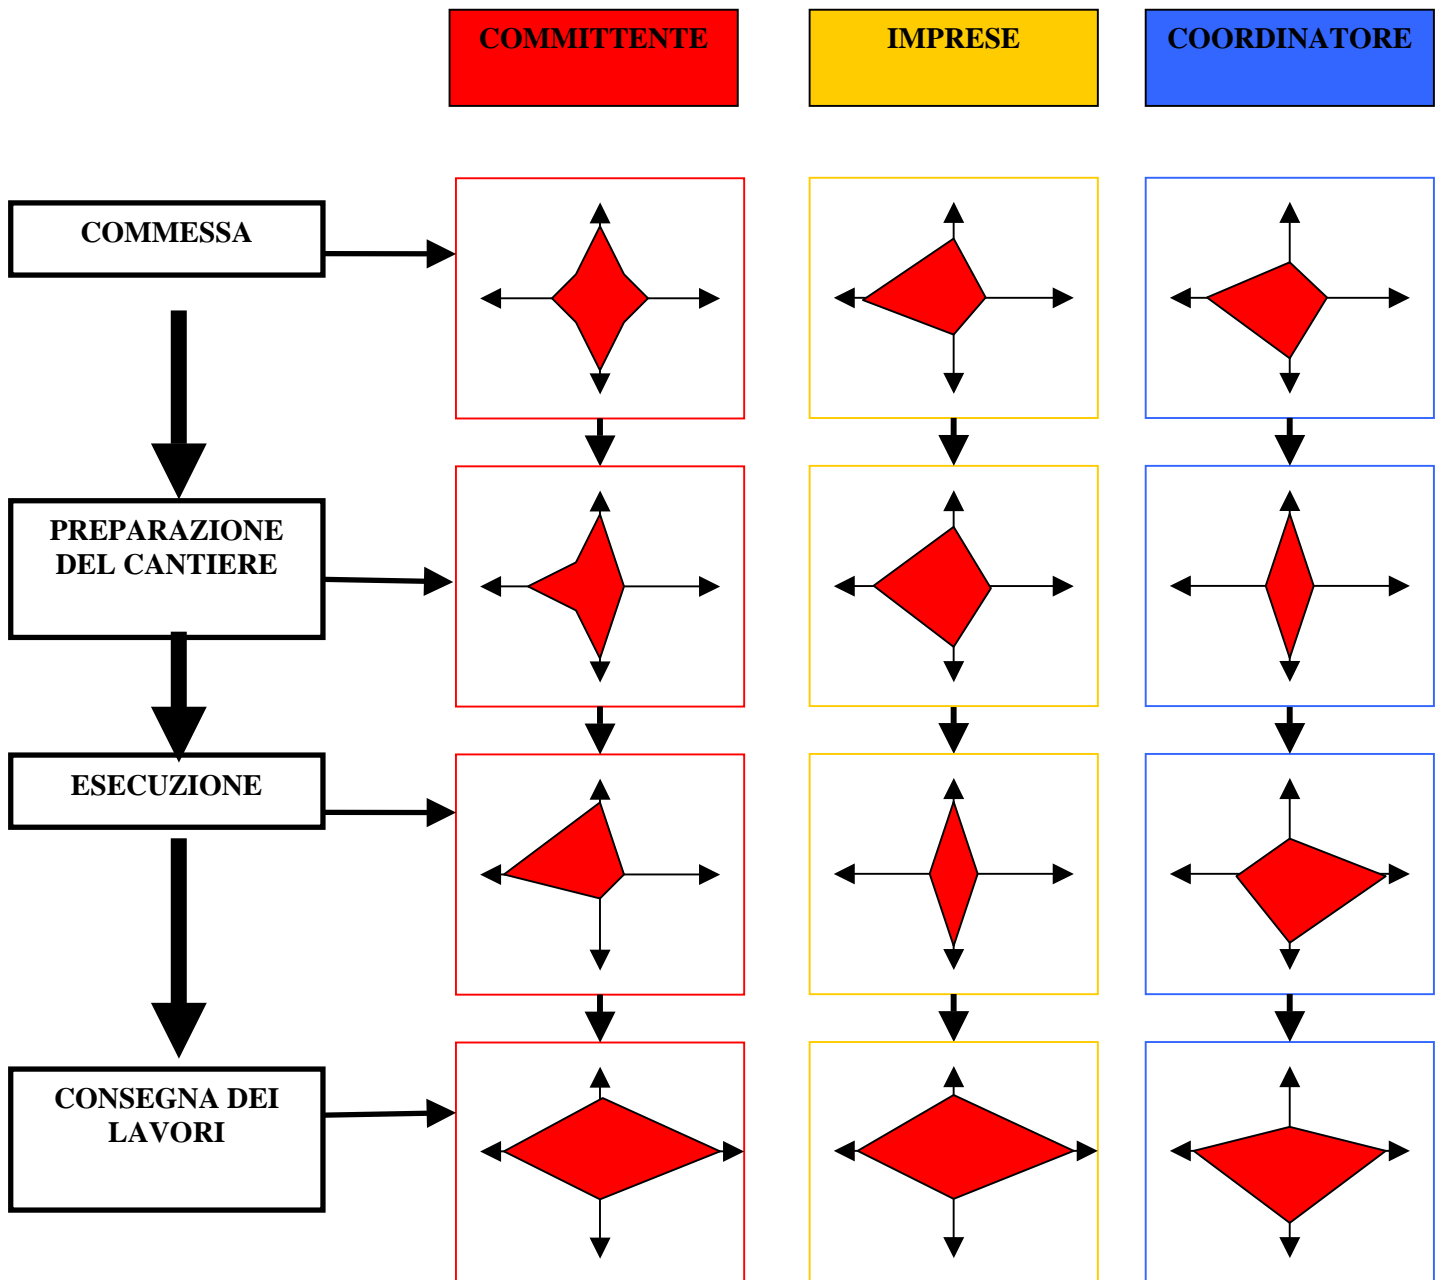 COMMITTENTE
IMPRESE
COORDINATORE
COMMESSA
PREPARAZIONE
DEL CANTIERE
ESECUZIONE
CONSEGNA DEI
LAVORI